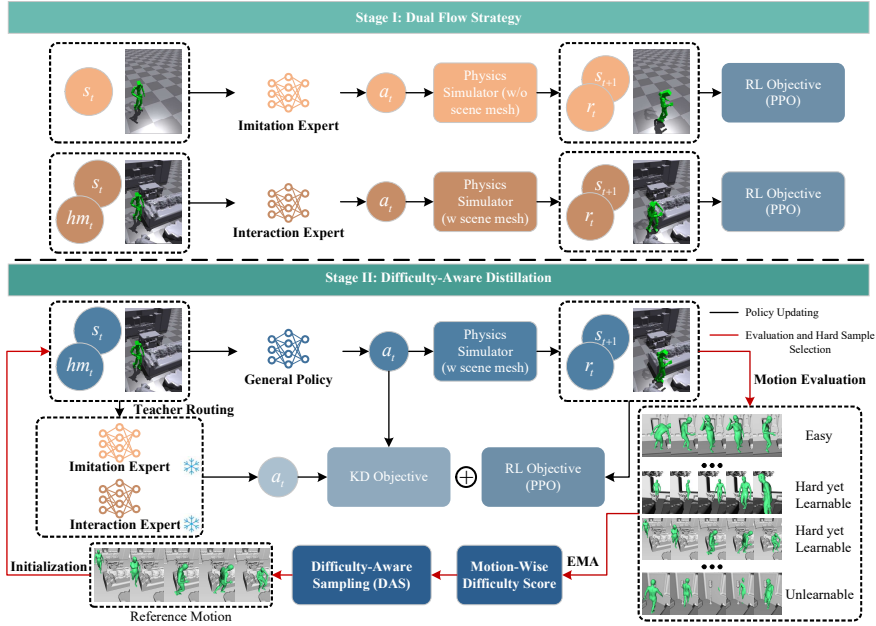 Stage I: Dual Flow Strategy
s_t
Imitation Expert
a_t
Physics
Simulator (w/o
scene mesh)
s_{t+1}
r_t
RL Objective
(PPO)
s_t
hm_t
Interaction Expert
a_t
Physics
Simulator
(w scene mesh)
s_{t+1}
r_t
RL Objective
(PPO)
Stage II: Difficulty-Aware Distillation
s_t
hm_t
General Policy
a_t
Physics
Simulator
(w scene mesh)
s_{t+1}
r_t
Policy Updating
Evaluation and Hard Sample
Selection
Motion Evaluation
Teacher Routing
Imitation Expert
Interaction Expert
a_t
KD Objective
RL Objective
(PPO)
Easy
Hard yet
Learnable
Hard yet
Learnable
Unlearnable
Initialization
Reference Motion
Difficulty-Aware
Sampling (DAS)
Motion-Wise
Difficulty Score
EMA